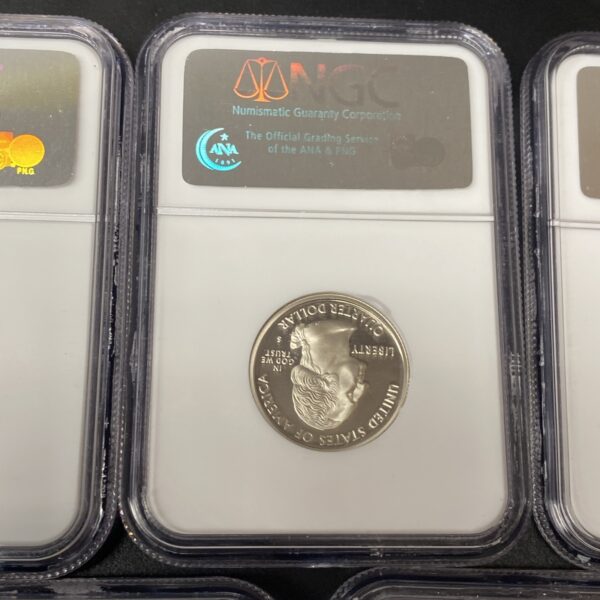 P.N.G.
NGC
Numismatic Guaranty Corporation
The Official Grading Service
of the ANA & PNG
ANA
1891
UNITED STATES OF AMERICA
LIBERTY
IN
GOD WE
TRUST
S
QUARTER DOLLAR